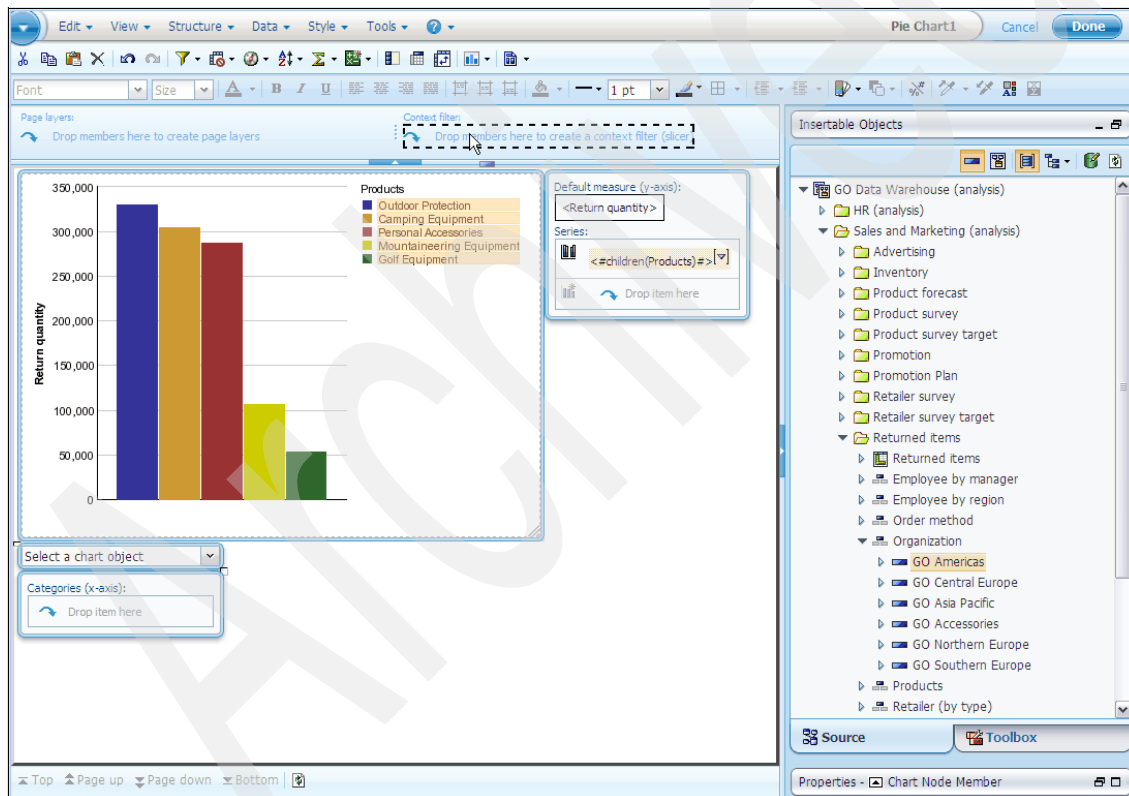 Edit View Structure Data Style Tools Pie Chart1 Cancel Done
Font Size A B I U 1 pt
Page layers:
Drop members here to create page layers
Context filter:
Drop members here to create a context filter (slicer)
350,000
300,000
250,000
200,000
150,000
100,000
50,000
0
Return quantity
Products
Outdoor Protection
Camping Equipment
Personal Accessories
Mountaineering Equipment
Golf Equipment
Default measure (y-axis):
<Return quantity>
Series:
<#children(Products)#>
Drop item here
Select a chart object
Categories (x-axis):
Drop item here
Top Page up Page down Bottom
Insertable Objects
GO Data Warehouse (analysis)
HR (analysis)
Sales and Marketing (analysis)
Advertising
Inventory
Product forecast
Product survey
Product survey target
Promotion
Promotion Plan
Retailer survey
Retailer survey target
Returned items
Returned items
Employee by manager
Employee by region
Order method
Organization
GO Americas
GO Central Europe
GO Asia Pacific
GO Accessories
GO Northern Europe
GO Southern Europe
Products
Retailer (by type)
Source Toolbox
Properties - Chart Node Member